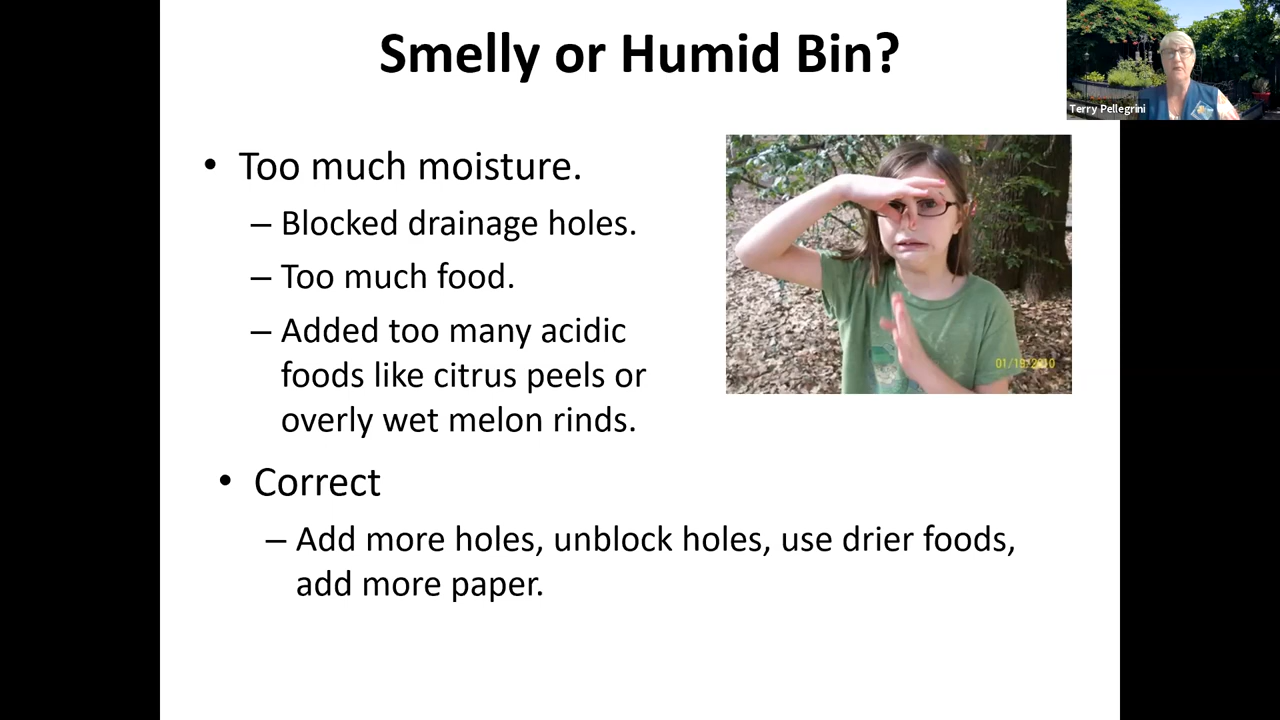 Smelly or Humid Bin?
Terry Pellegrini
• Too much moisture.
– Blocked drainage holes.
– Too much food.
– Added too many acidic
foods like citrus peels or
overly wet melon rinds.
01/18/2010
• Correct
– Add more holes, unblock holes, use drier foods,
add more paper.